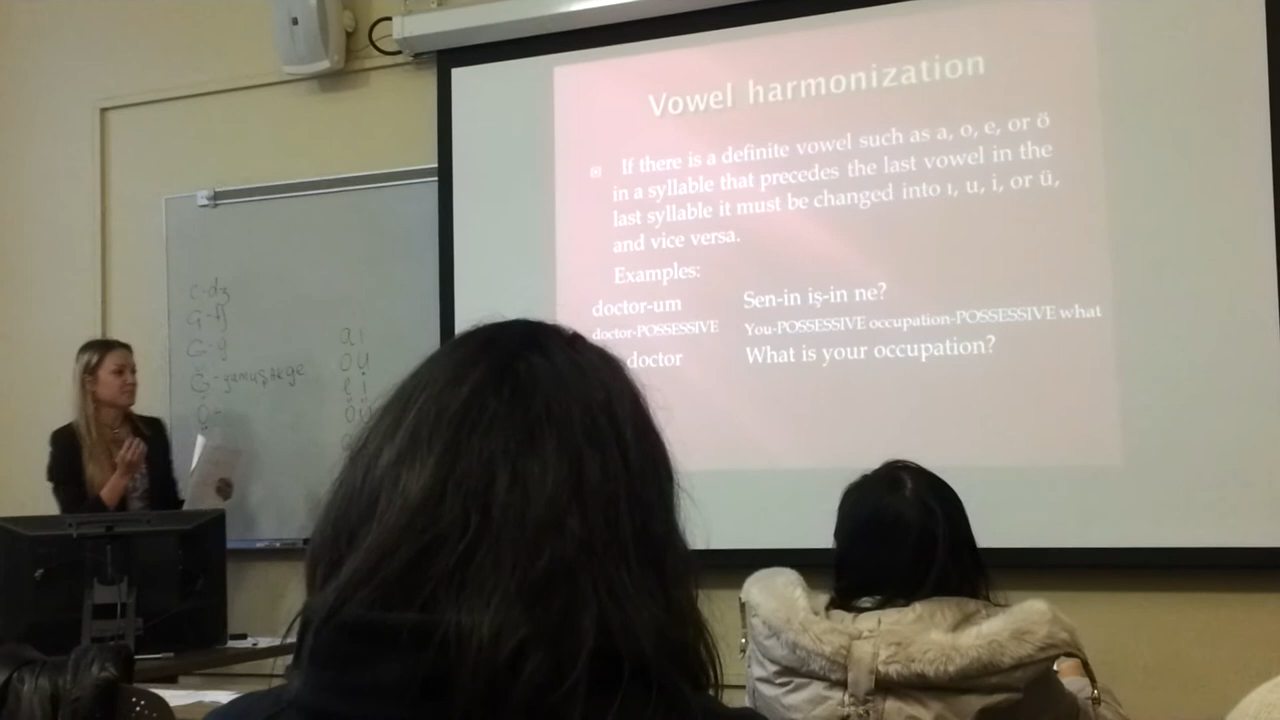 Vowel harmonization
If there is a definite vowel such as a, o, e, or ö
in a syllable that precedes the last vowel in the
last syllable it must be changed into ı, u, i, or ü,
and vice versa.
Examples:
doctor-um
Sen-in iş-in ne?
doctor-POSSESSIVE
You-POSSESSIVE occupation-POSSESSIVE what
doctor
What is your occupation?
c-dʒ
G-g
Ğ-yumuşakge
Ö-
a ı
o u
e i
ö ü